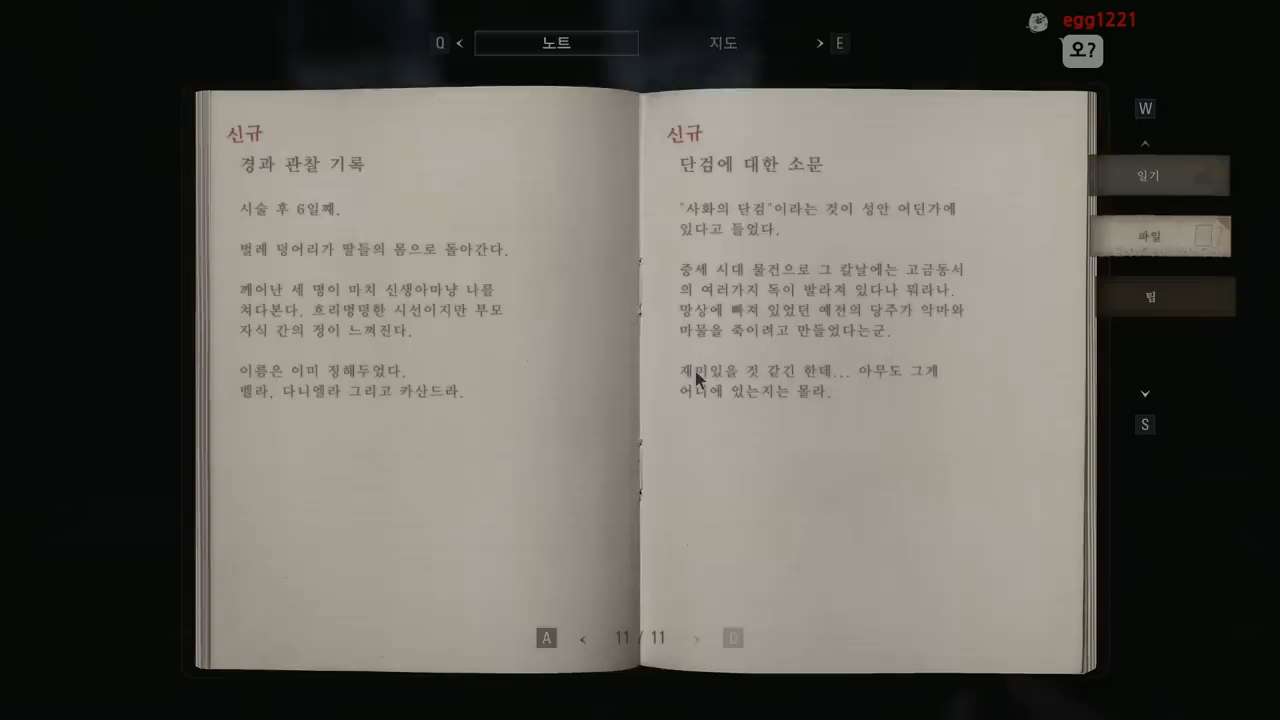 egg1221
오?
Q < 노트 지도 > E
신규
경과 관찰 기록
시술 후 6일째.
벌레 덩어리가 딸들의 몸으로 돌아간다.
깨어난 세 명이 마치 신생아마냥 나를
쳐다본다. 흐리멍덩한 시선이지만 부모
자식 간의 정이 느껴진다.
이름은 이미 정해두었다.
벨라, 다니엘라 그리고 카산드라.
신규
단검에 대한 소문
"사화의 단검"이라는 것이 성안 어딘가에
있다고 들었다.
중세 시대 물건으로 그 칼날에는 고금동서
의 여러가지 독이 발라져 있다나 뭐라나.
망상에 빠져 있었던 예전의 당주가 악마와
마물을 죽이려고 만들었다는군.
재미있을 것 같긴 한데... 아무도 그게
어디에 있는지는 몰라.
W
일기
파일
팁
S
A < 11 / 11 > D